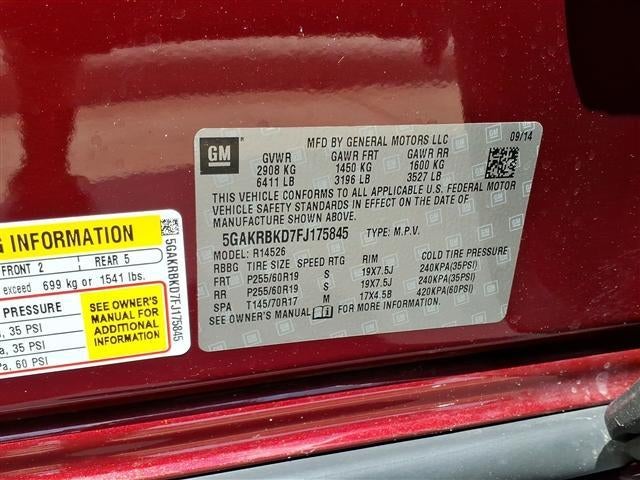 GM
MFD BY GENERAL MOTORS LLC 09/14
GVWR GAWR FRT GAWR RR
2908 KG 1450 KG 1600 KG
6411 LB 3196 LB 3527 LB
THIS VEHICLE CONFORMS TO ALL APPLICABLE U.S. FEDERAL MOTOR
VEHICLE SAFETY STANDARDS IN EFFECT ON THE DATE OF
MANUFACTURE SHOWN ABOVE.
5GAKRBKD7FJ175845 TYPE: M.P.V.
MODEL: R14526
RBBG TIRE SIZE SPEED RTG RIM COLD TIRE PRESSURE
FRT P255/60R19 S 19X7.5J 240KPA(35PSI)
RR P255/60R19 S 19X7.5J 240KPA(35PSI)
SPA T145/70R17 M 17X4.5B 420KPA(60PSI)
SEE OWNER'S MANUAL FOR MORE INFORMATION.
G INFORMATION
FRONT 2 REAR 5
exceed 699 kg or 1541 lbs.
PRESSURE
, 35 PSI
a, 35 PSI
Pa, 60 PSI
SEE OWNER'S
MANUAL FOR
ADDITIONAL
INFORMATION
5GAKRBKD7FJ175845